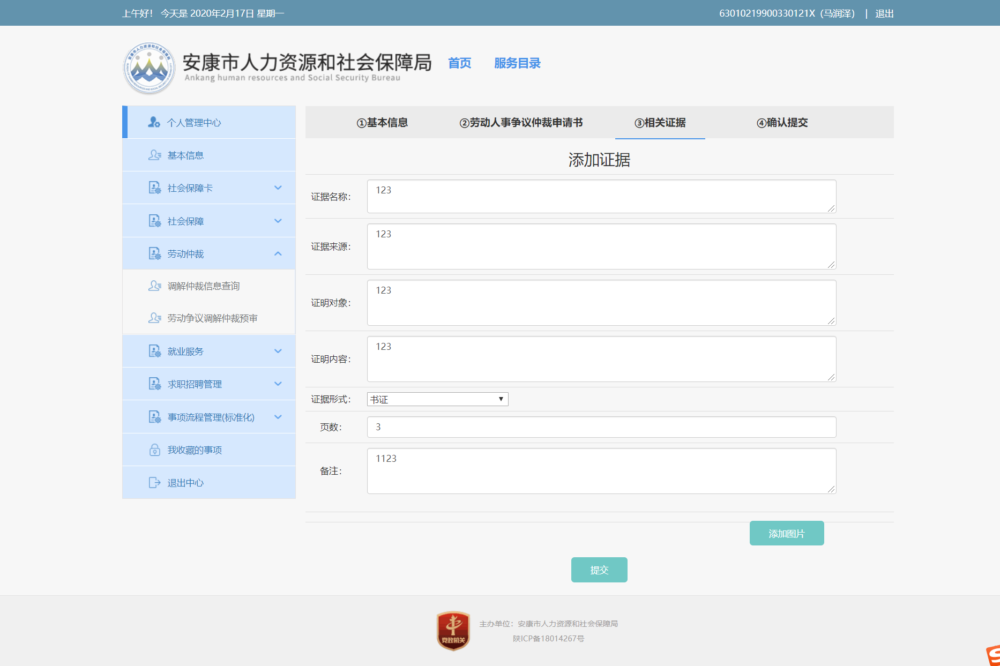 上午好！ 今天是 2020年2月17日 星期一
63010219900330121X（马润泽） | 退出
安康市人力资源和社会保障局
Ankang human resources and Social Security Bureau
首页 服务目录
个人管理中心
基本信息
社会保障卡
社会保障
劳动仲裁
调解仲裁信息查询
劳动争议调解仲裁预审
就业服务
求职招聘管理
事项流程管理(标准化)
我收藏的事项
退出中心
①基本信息 ②劳动人事争议仲裁申请书 ③相关证据 ④确认提交
添加证据
证据名称： 123
证据来源： 123
证明对象： 123
证明内容： 123
证据形式： 书证
页数： 3
备注： 1123
添加图片
提交
党政机关
主办单位：安康市人力资源和社会保障局
陕ICP备18014267号